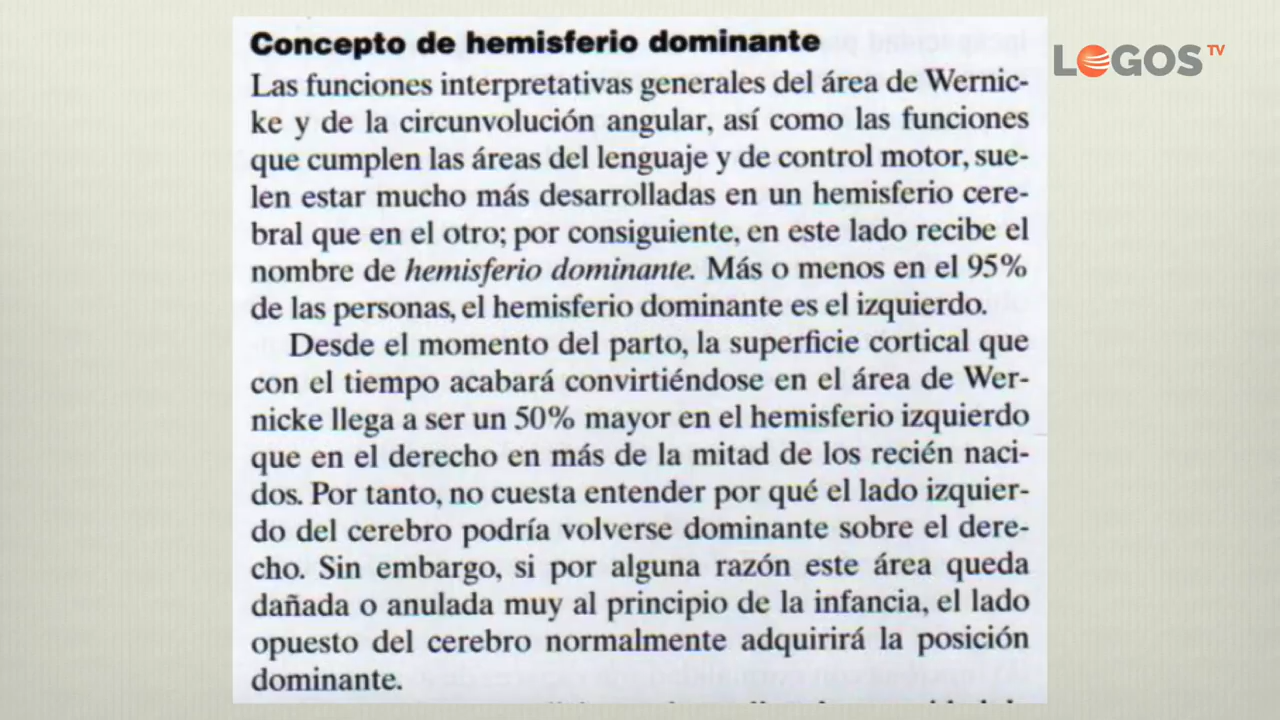 Concepto de hemisferio dominante
LOGOS TV
Las funciones interpretativas generales del área de Wernic-
ke y de la circunvolución angular, así como las funciones
que cumplen las áreas del lenguaje y de control motor, sue-
len estar mucho más desarrolladas en un hemisferio cere-
bral que en el otro; por consiguiente, en este lado recibe el
nombre de hemisferio dominante. Más o menos en el 95%
de las personas, el hemisferio dominante es el izquierdo.
Desde el momento del parto, la superficie cortical que
con el tiempo acabará convirtiéndose en el área de Wer-
nicke llega a ser un 50% mayor en el hemisferio izquierdo
que en el derecho en más de la mitad de los recién naci-
dos. Por tanto, no cuesta entender por qué el lado izquier-
do del cerebro podría volverse dominante sobre el dere-
cho. Sin embargo, si por alguna razón este área queda
dañada o anulada muy al principio de la infancia, el lado
opuesto del cerebro normalmente adquirirá la posición
dominante.